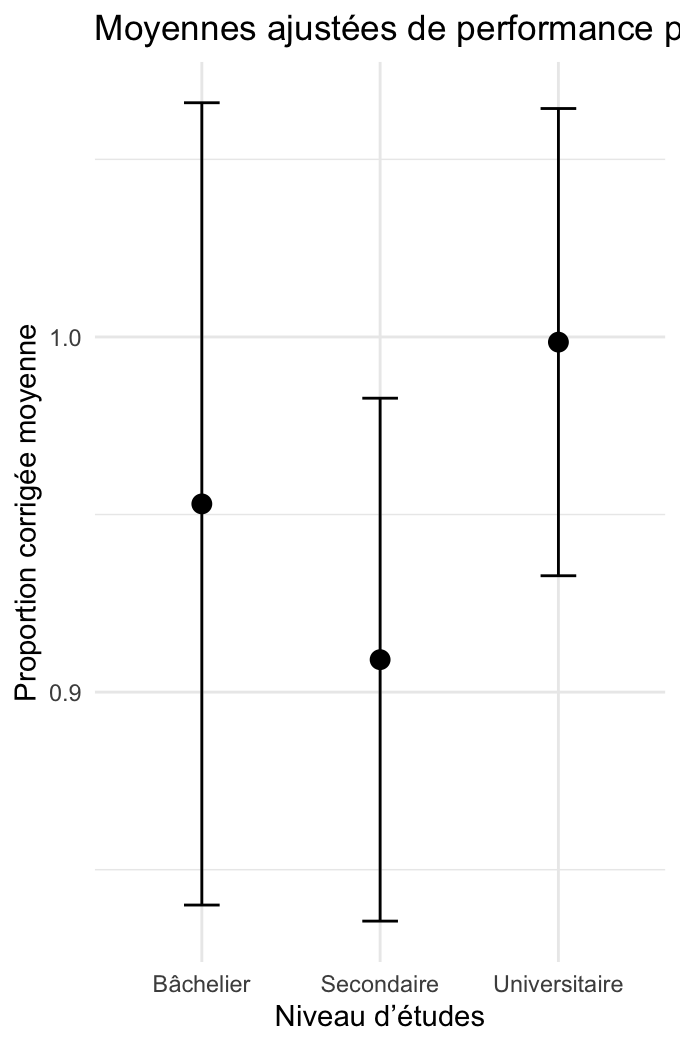 Moyennes ajustées de performance p
Proportion corrigée moyenne
1.0
0.9
Bâchelier Secondaire Universitaire
Niveau d’études